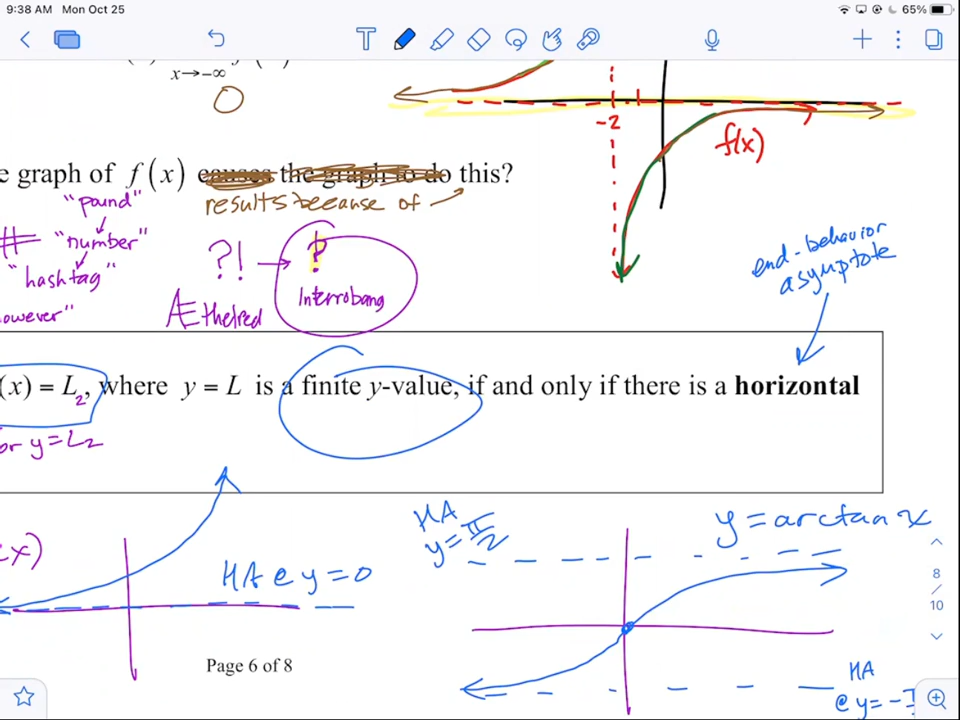 9:38 AM Mon Oct 25
65%
T
x→−∞
0
-2
f(x)
e graph of f(x) causes the graph to do this?
results because of
"pound"
# "number"
"hashtag"
owever"
?! → ?
Interrobang
Æthelred
end-behavior
asymptote
(x) = L₂, where y = L is a finite y-value, if and only if there is a horizontal
or y=L₂
(x)
HA @ y=0
HA
y=π/2
y = arctan x
HA
@ y= -
8
/
10
Page 6 of 8